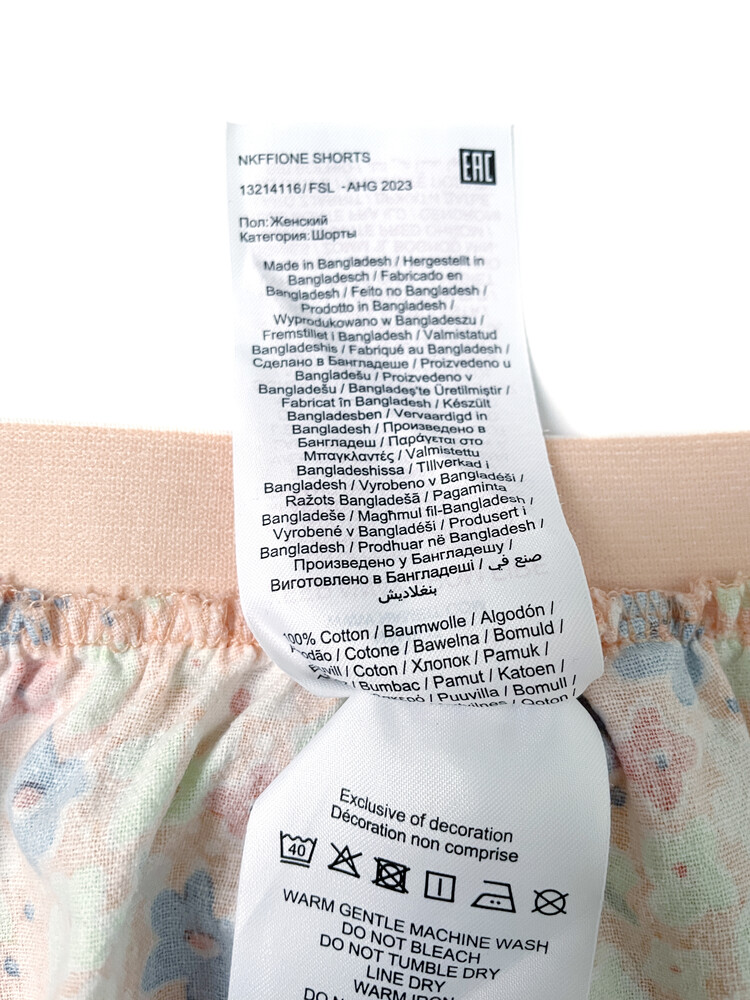 NKFFIONE SHORTS
EAC
13214116/FSL -AHG 2023
Пол:Женский
Категория:Шорты
Made in Bangladesh / Hergestellt in
Bangladesch / Fabricado en
Bangladesh / Feito no Bangladesh /
Prodotto in Bangladesh /
Wyprodukowano w Bangladeszu /
Fremstillet i Bangladesh / Valmistatud
Bangladeshis / Fabriqué au Bangladesh /
Сделано в Бангладеше / Proizvedeno u
Bangladešu / Proizvedeno v
Bangladešu / Bangladeş'te Üretilmiştir /
Fabricat în Bangladesh / Készült
Bangladesben / Vervaardigd in
Bangladesh / Произведено в
Бангладеш / Παράγεται στο
Μπαγκλαντές / Valmistettu
Bangladeshissa / Tillverkad i
Bangladesh / Vyrobeno v Bangladéši /
Ražots Bangladešā / Pagaminta
Bangladeše / Magħmul fil-Bangladesh /
Vyrobené v Bangladéši / Produsert i
Bangladesh / Prodhuar në Bangladesh /
Произведено у Бангладешу /
Виготовлено в Бангладеші / صنع في
بنغلاديش
100% Cotton / Baumwolle / Algodón /
/ Cotone / Bawełna / Bomuld /
/ Coton / Хлопок / Pamuk /
/ Bumbac / Pamut / Katoen /
/ Puuvilla / Bomull /
Exclusive of decoration
Décoration non comprise
40
WARM GENTLE MACHINE WASH
DO NOT BLEACH
DO NOT TUMBLE DRY
LINE DRY
WARM IRON